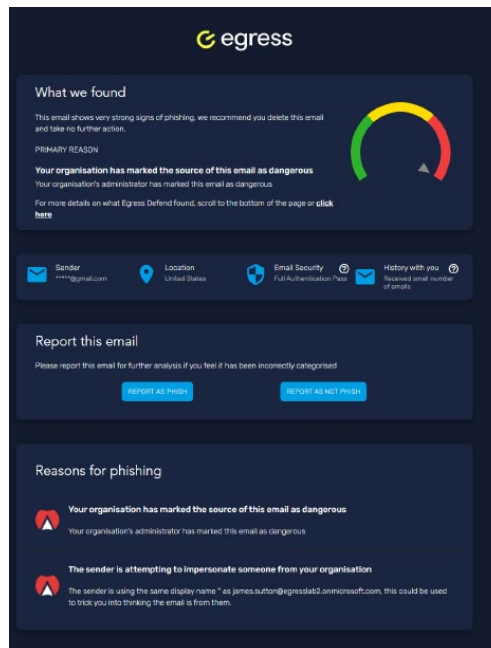 egress
What we found
This email shows very strong signs of phishing, we recommend you delete this email
and take no further action.
PRIMARY REASON
Your organisation has marked the source of this email as dangerous
Your organisation's administrator has marked this email as dangerous
For more details on what Egress Defend found, scroll to the bottom of the page or click
here
Sender
*****@gmail.com
Location
United States
Email Security ?
Full Authentication Pass
History with you ?
Received small number
of emails
Report this email
Please report this email for further analysis if you feel it has been incorrectly categorised
REPORT AS PHISH
REPORT AS NOT PHISH
Reasons for phishing
Your organisation has marked the source of this email as dangerous
Your organisation's administrator has marked this email as dangerous
The sender is attempting to impersonate someone from your organisation
The sender is using the same display name " as james.sutton@egresslab2.onmicrosoft.com, this could be used
to trick you into thinking the email is from them.